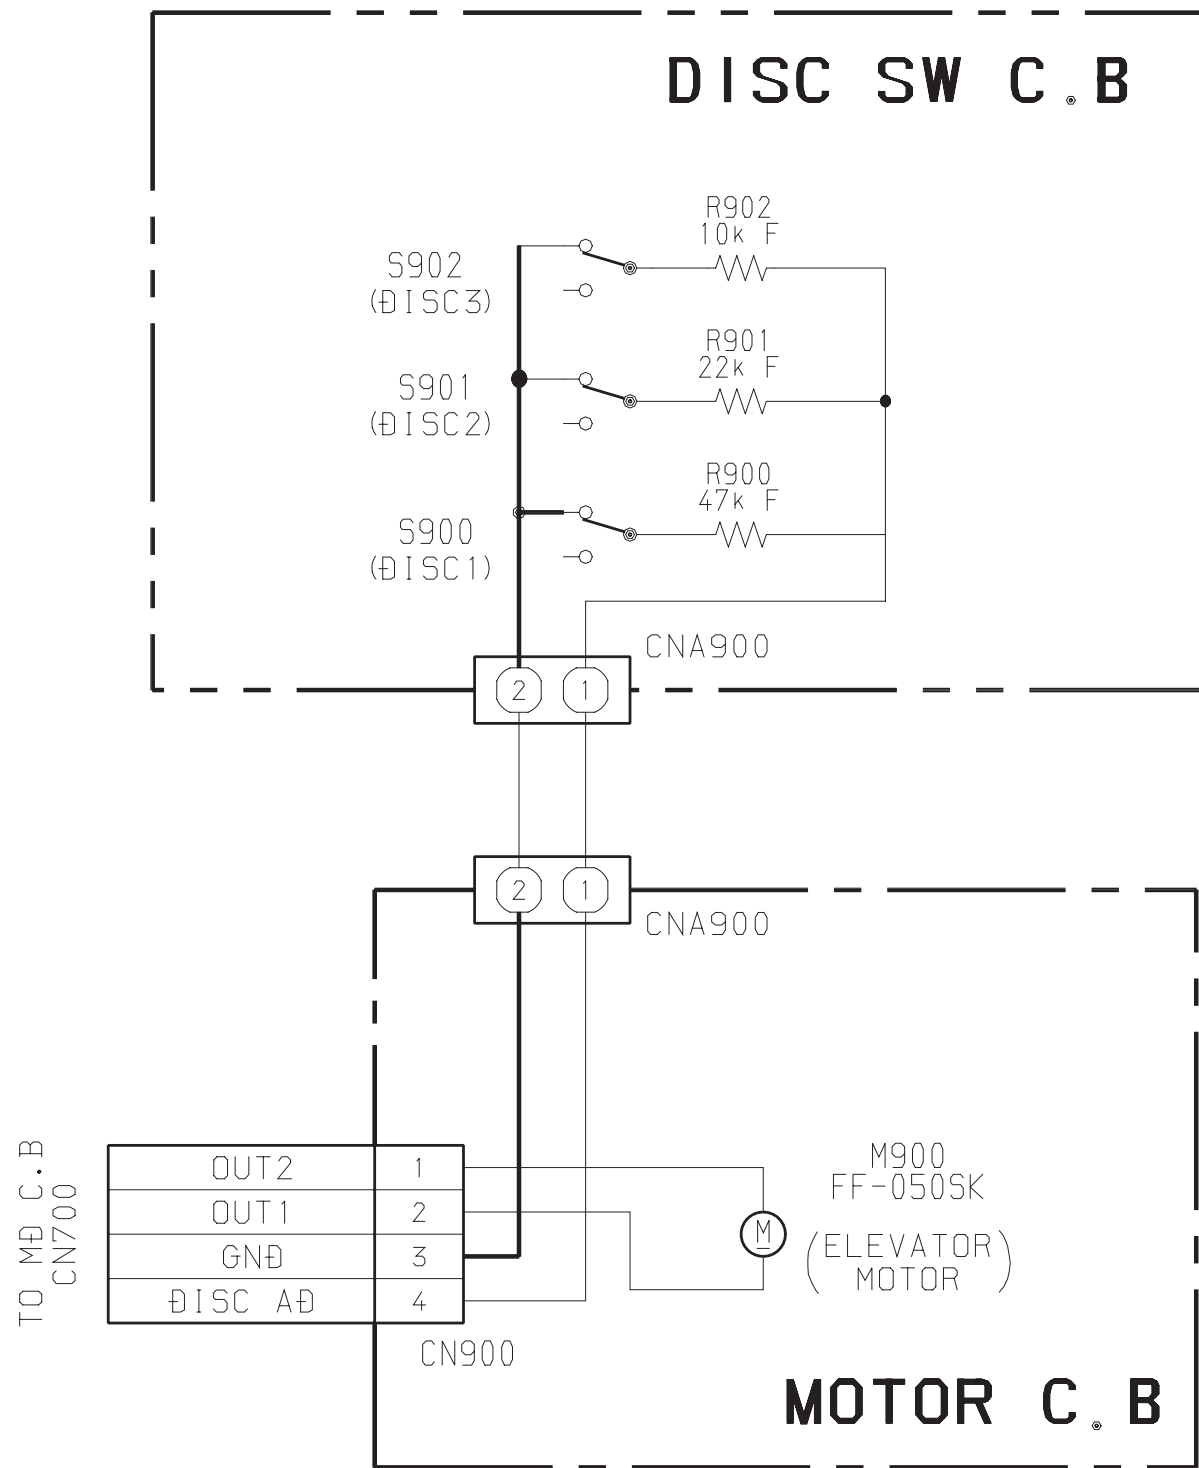 DISC SW C.B
R902
10k F
S902
(DISC3)
R901
22k F
S901
(DISC2)
R900
47k F
S900
(DISC1)
CNA900
2 1
2 1
CNA900
TO MD C.B
CN700
OUT2 1
OUT1 2
GND 3
DISC AD 4
CN900
M900
FF-050SK
M
(ELEVATOR
MOTOR)
MOTOR C.B